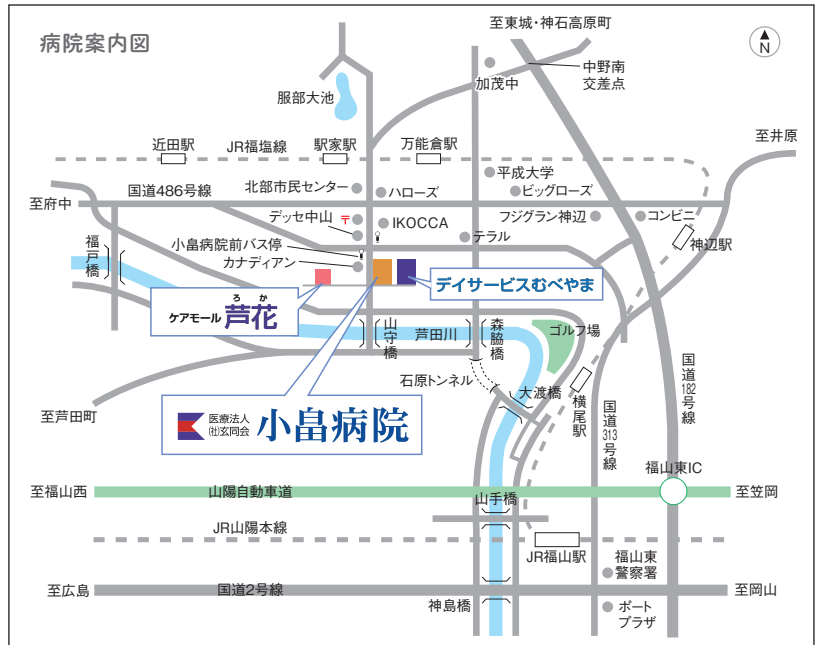 病院案内図
至東城・神石高原町
N
中野南
交差点
加茂中
服部大池
至井原
近田駅
JR福塩線
駅家駅
万能倉駅
平成大学
北部市民センター
ハローズ
ビッグローズ
国道486号線
至府中
デッセ中山
〒
IKOCCA
フジグラン神辺
コンビニ
テラル
神辺駅
福戸橋
小畠病院前バス停
カナディアン
デイサービスむべやま
ろか
ケアモール 芦花
山守橋
芦田川
森脇橋
ゴルフ場
石原トンネル
大渡橋
横尾駅
国道313号線
国道182号線
至芦田町
医療法人
㈳玄同会
小畠病院
福山東IC
至福山西
山陽自動車道
至笠岡
山手橋
JR山陽本線
JR福山駅
福山東
警察署
至広島
国道2号線
至岡山
神島橋
ポート
プラザ